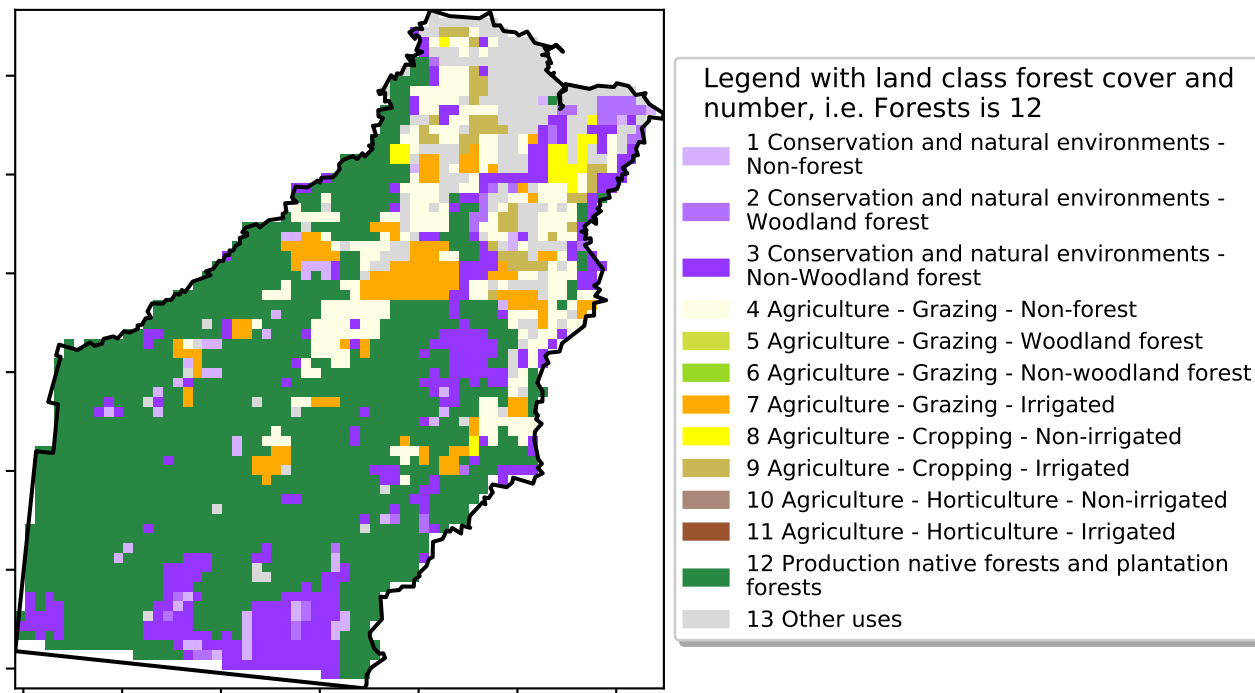 Legend with land class forest cover and
number, i.e. Forests is 12
1 Conservation and natural environments -
Non-forest
2 Conservation and natural environments -
Woodland forest
3 Conservation and natural environments -
Non-Woodland forest
4 Agriculture - Grazing - Non-forest
5 Agriculture - Grazing - Woodland forest
6 Agriculture - Grazing - Non-woodland forest
7 Agriculture - Grazing - Irrigated
8 Agriculture - Cropping - Non-irrigated
9 Agriculture - Cropping - Irrigated
10 Agriculture - Horticulture - Non-irrigated
11 Agriculture - Horticulture - Irrigated
12 Production native forests and plantation
forests
13 Other uses